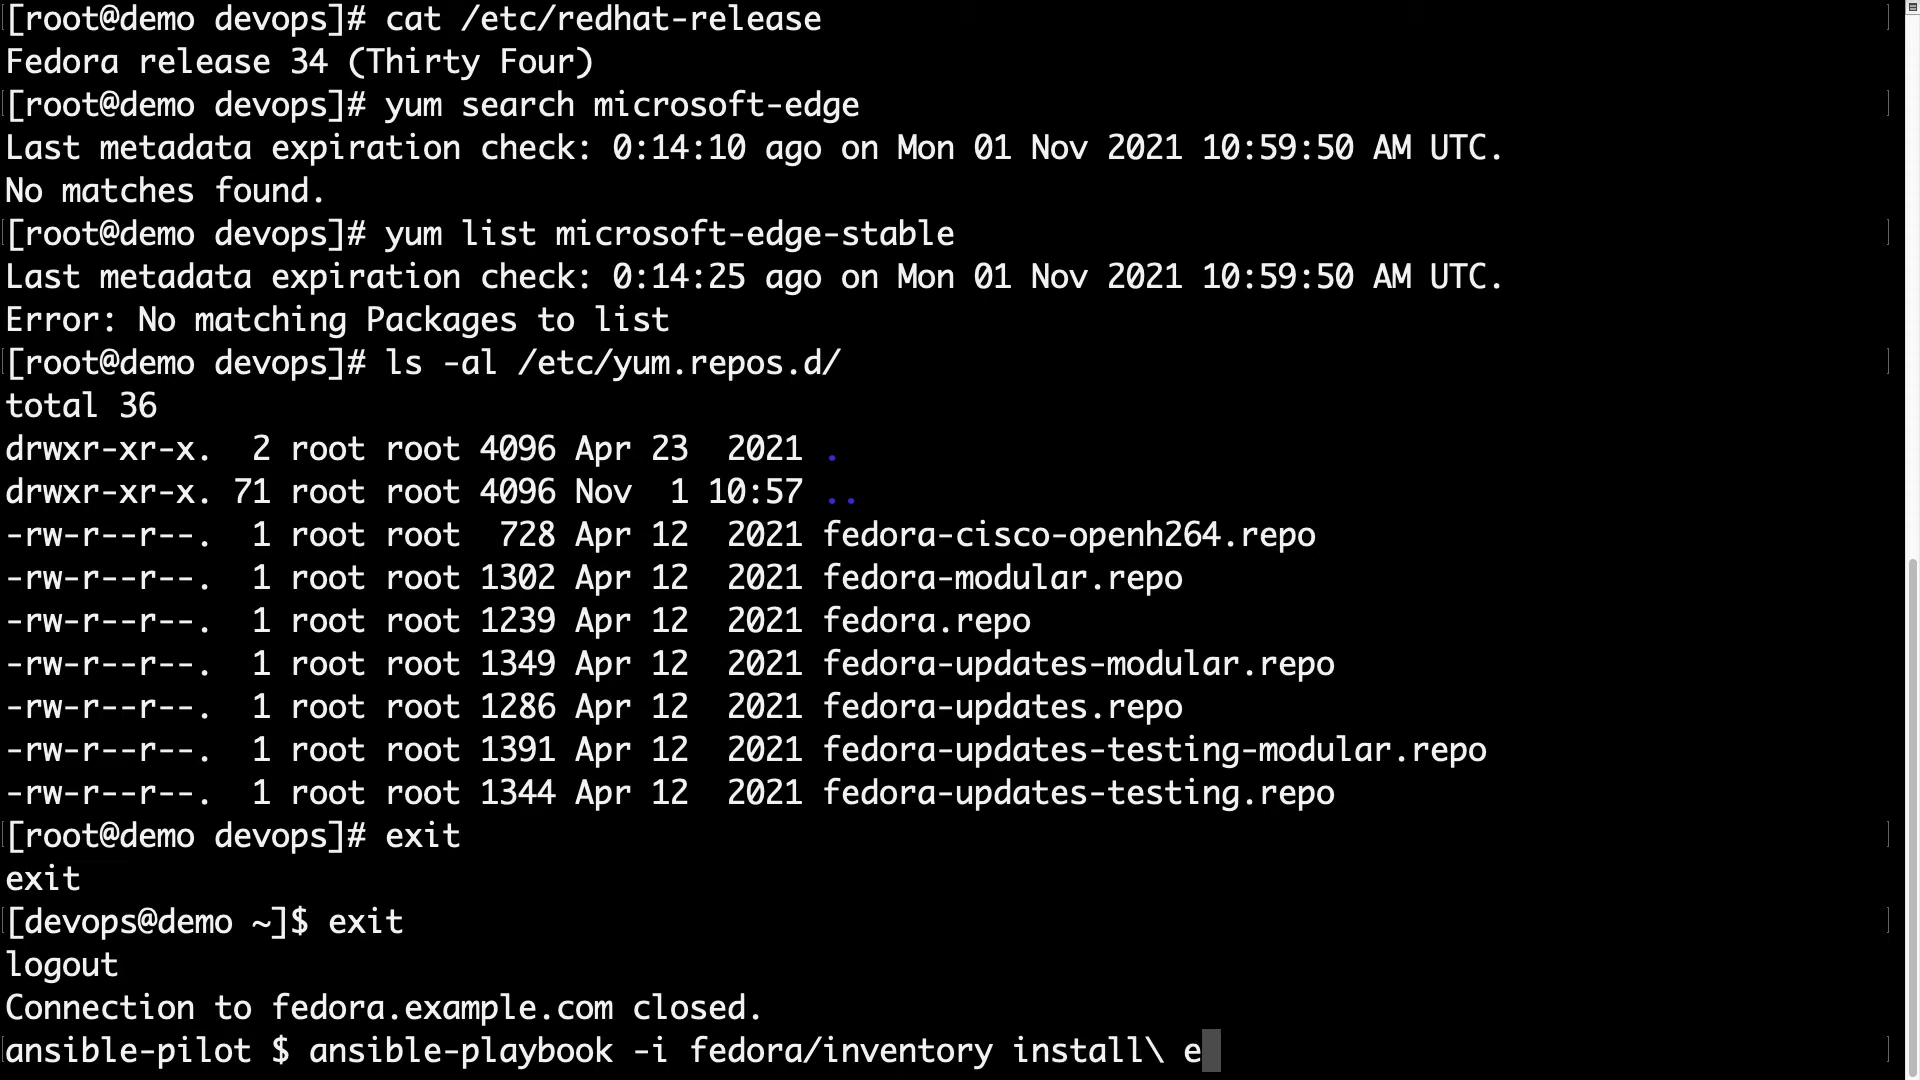 [root@demo devops]# cat /etc/redhat-release
Fedora release 34 (Thirty Four)
[root@demo devops]# yum search microsoft-edge
Last metadata expiration check: 0:14:10 ago on Mon 01 Nov 2021 10:59:50 AM UTC.
No matches found.
[root@demo devops]# yum list microsoft-edge-stable
Last metadata expiration check: 0:14:25 ago on Mon 01 Nov 2021 10:59:50 AM UTC.
Error: No matching Packages to list
[root@demo devops]# ls -al /etc/yum.repos.d/
total 36
drwxr-xr-x.  2 root root 4096 Apr 23  2021 .
drwxr-xr-x. 71 root root 4096 Nov  1 10:57 ..
-rw-r--r--.  1 root root  728 Apr 12  2021 fedora-cisco-openh264.repo
-rw-r--r--.  1 root root 1302 Apr 12  2021 fedora-modular.repo
-rw-r--r--.  1 root root 1239 Apr 12  2021 fedora.repo
-rw-r--r--.  1 root root 1349 Apr 12  2021 fedora-updates-modular.repo
-rw-r--r--.  1 root root 1286 Apr 12  2021 fedora-updates.repo
-rw-r--r--.  1 root root 1391 Apr 12  2021 fedora-updates-testing-modular.repo
-rw-r--r--.  1 root root 1344 Apr 12  2021 fedora-updates-testing.repo
[root@demo devops]# exit
exit
[devops@demo ~]$ exit
logout
Connection to fedora.example.com closed.
ansible-pilot $ ansible-playbook -i fedora/inventory install\ e